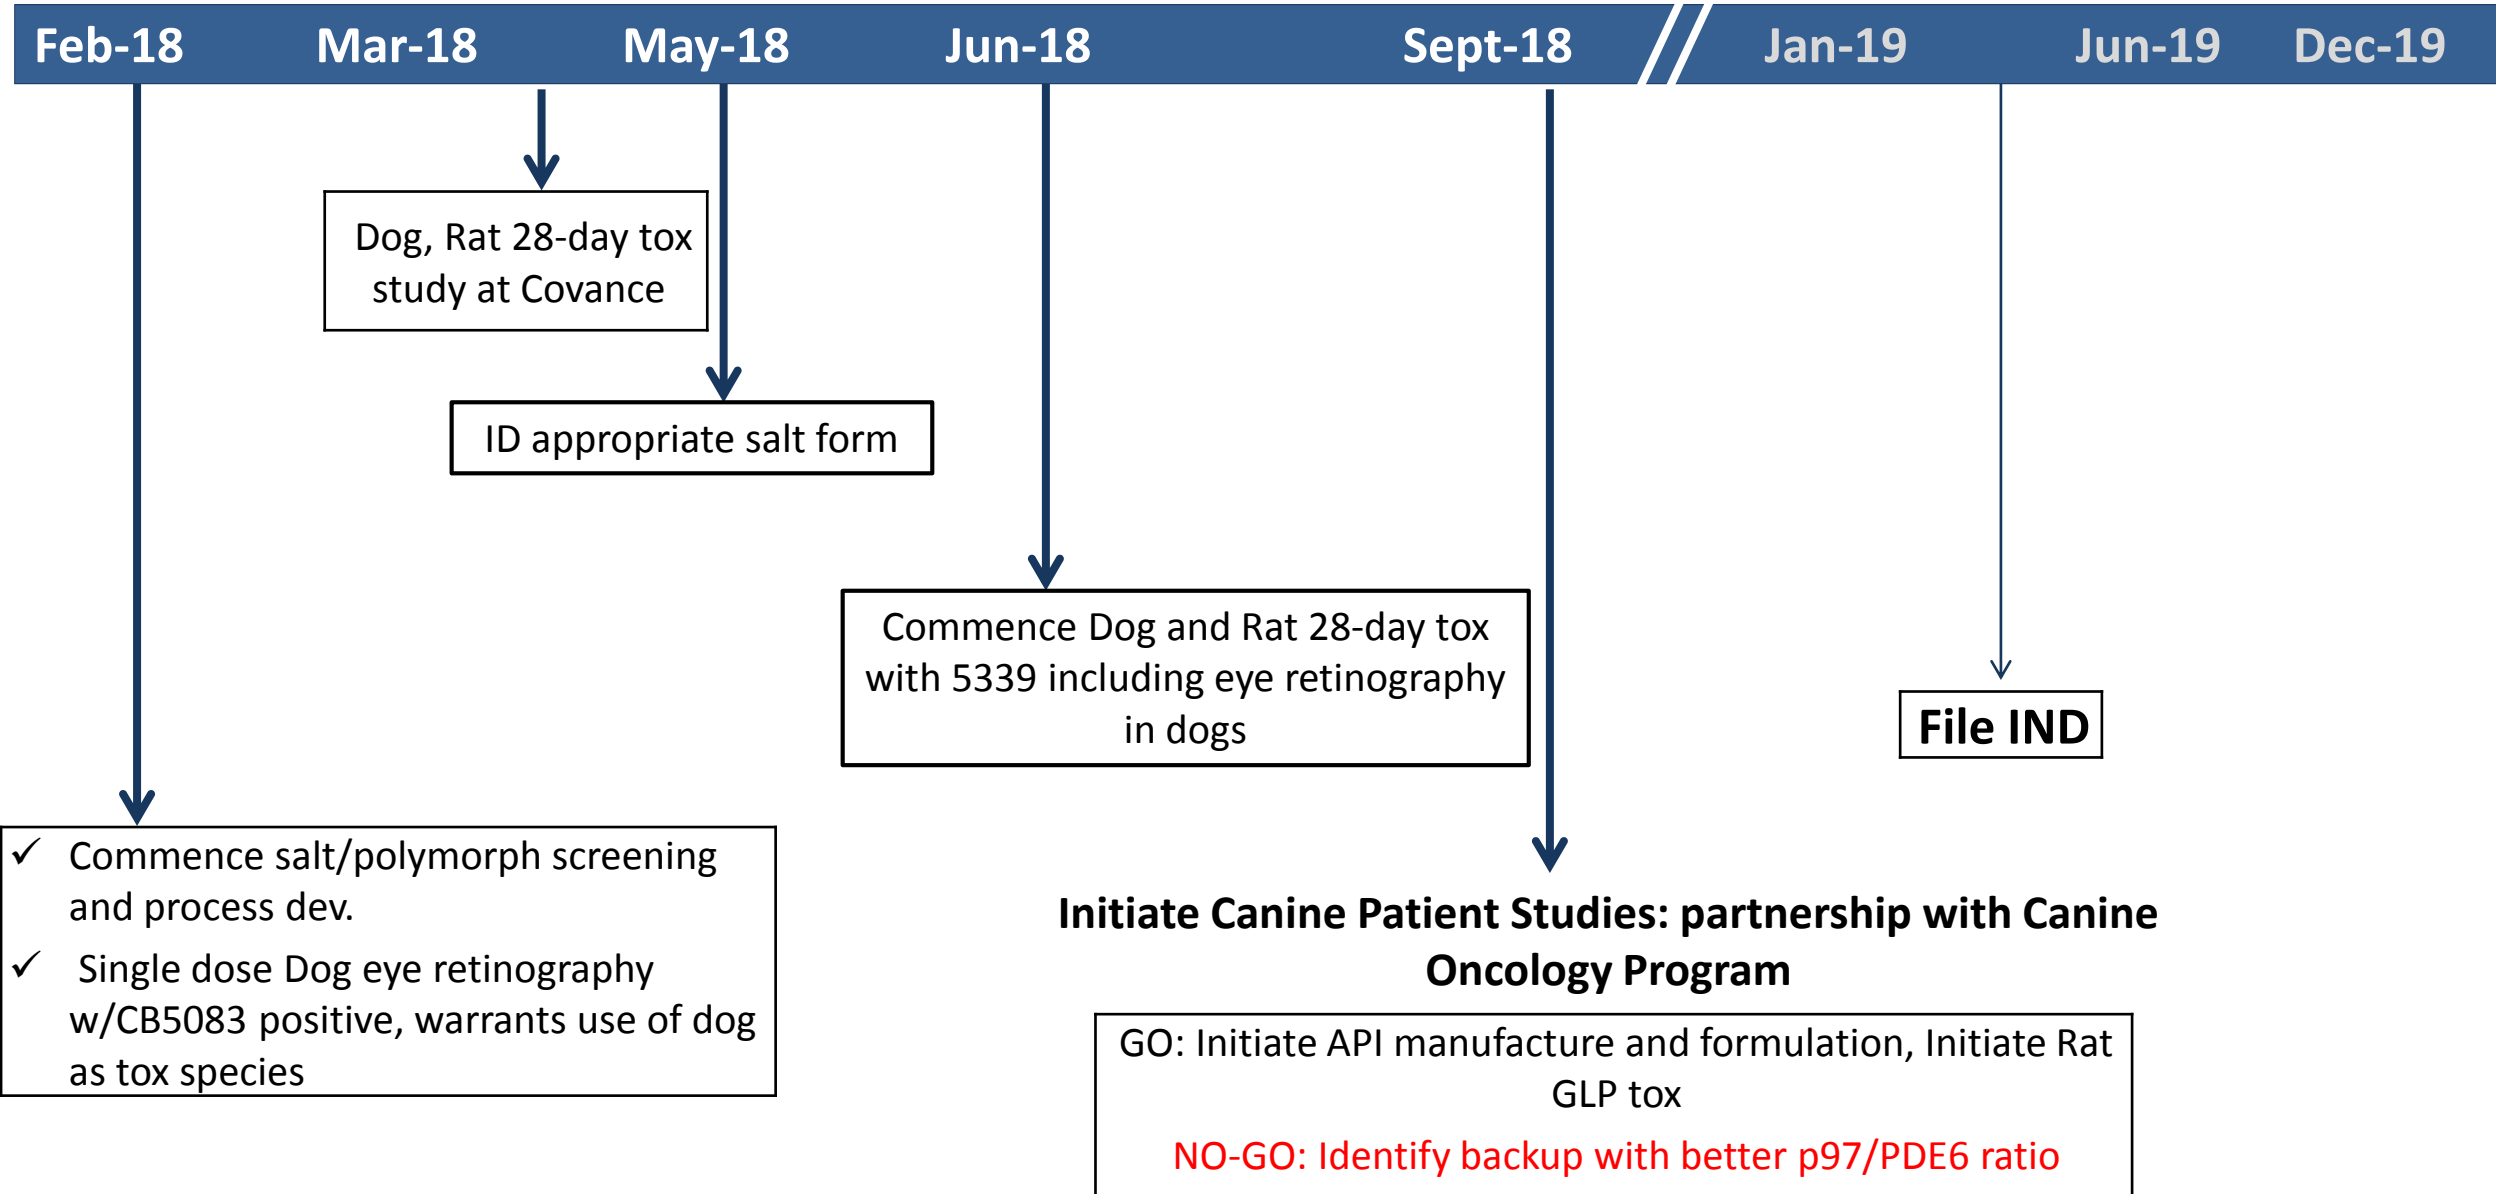 Feb-18 Mar-18 May-18 Jun-18 Sept-18 Jan-19 Jun-19 Dec-19
Dog, Rat 28-day tox
study at Covance
ID appropriate salt form
Commence Dog and Rat 28-day tox
with 5339 including eye retinography
in dogs
File IND
✓ Commence salt/polymorph screening
and process dev.
✓ Single dose Dog eye retinography
w/CB5083 positive, warrants use of dog
as tox species
Initiate Canine Patient Studies: partnership with Canine
Oncology Program
GO: Initiate API manufacture and formulation, Initiate Rat
GLP tox
NO-GO: Identify backup with better p97/PDE6 ratio